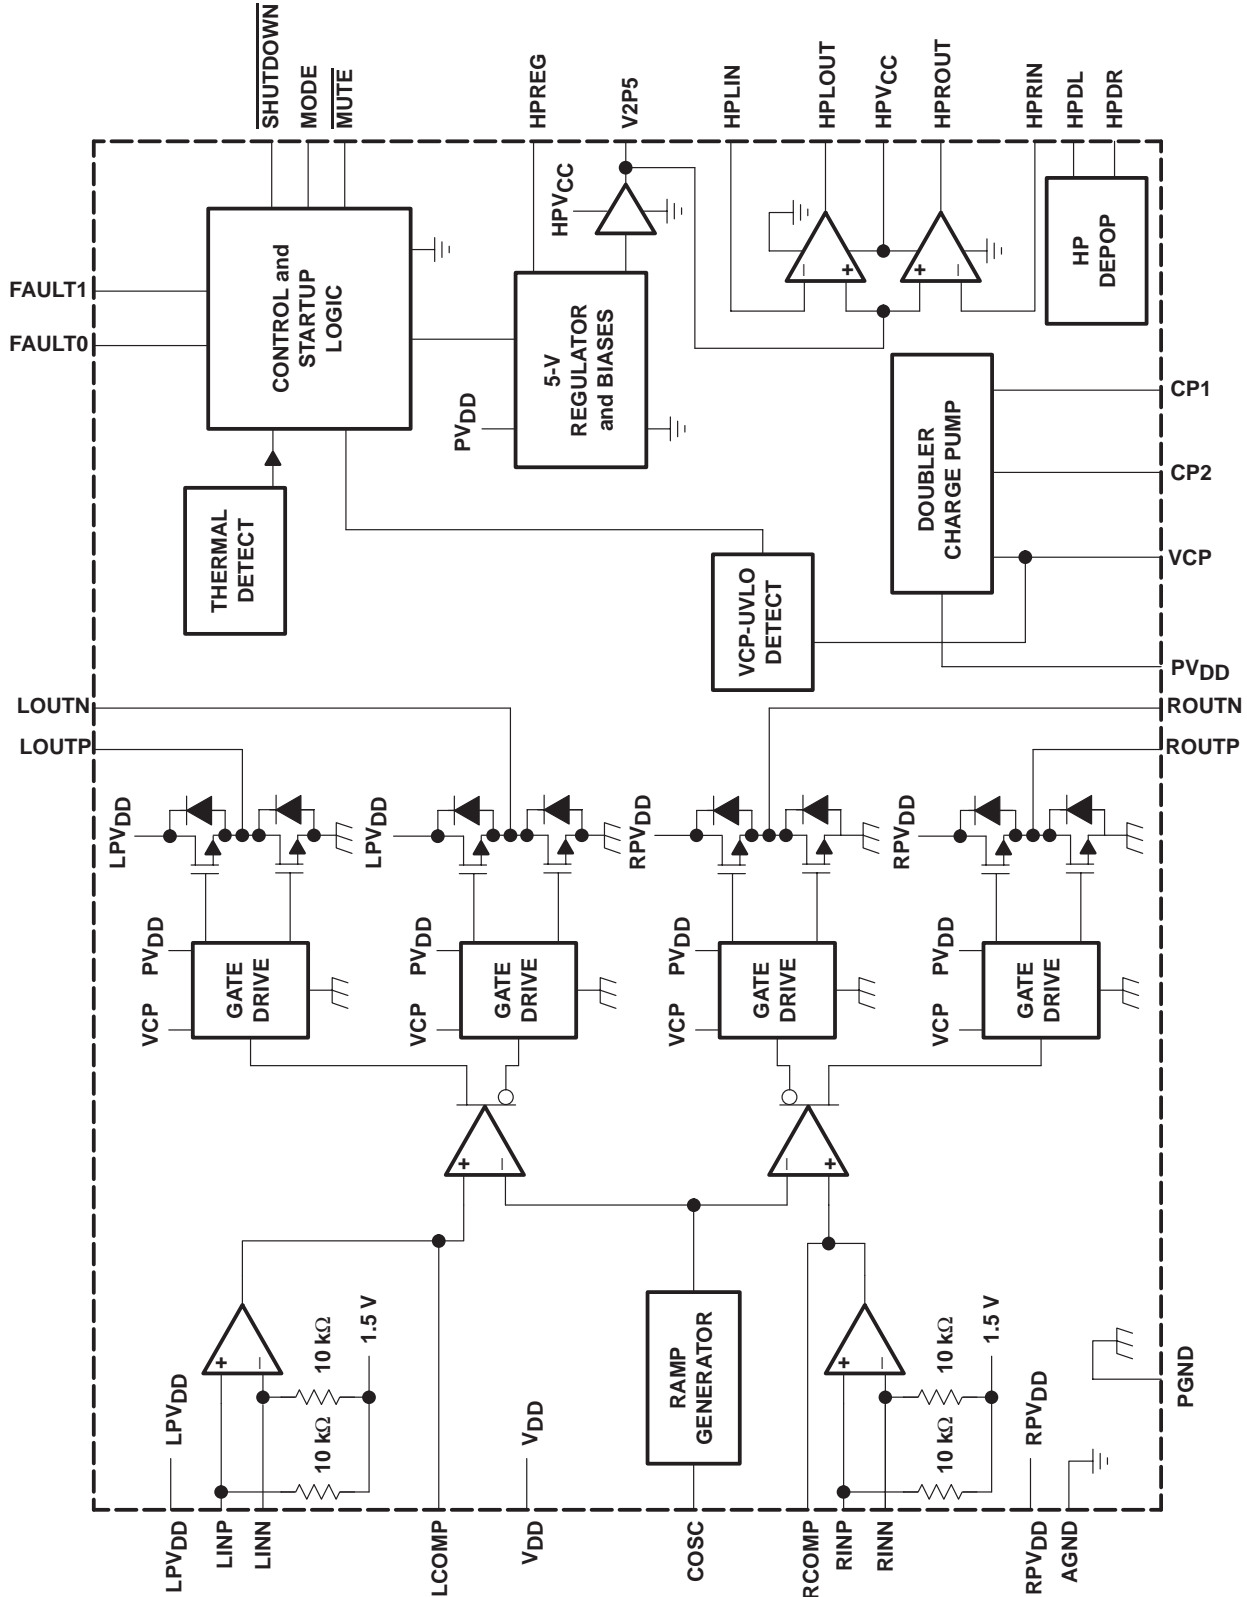 SHUTDOWN
MODE
MUTE
HPREG
V2P5
HPLIN
HPLOUT
HPVCC
HPROUT
HPRIN
HPDL
HPDR
FAULT1
FAULT0
CONTROL and
STARTUP
LOGIC
HPVCC
5-V
REGULATOR
and BIASES
PVDD
HP
DEPOP
THERMAL
DETECT
VCP-UVLO
DETECT
DOUBLER
CHARGE PUMP
CP1
CP2
VCP
PVDD
LOUTN
LOUTP
ROUTN
ROUTP
LPVDD
LPVDD
RPVDD
RPVDD
PVDD
VCP
GATE
DRIVE
PVDD
VCP
GATE
DRIVE
PVDD
VCP
GATE
DRIVE
PVDD
VCP
GATE
DRIVE
+
–
–
+
+
–
+
–
–
+
+
–
10 kΩ
10 kΩ
1.5 V
RAMP
GENERATOR
10 kΩ
10 kΩ
1.5 V
LPVDD
VDD
RPVDD
PGND
LPVDD
LINP
LINN
LCOMP
VDD
COSC
RCOMP
RINP
RINN
RPVDD
AGND